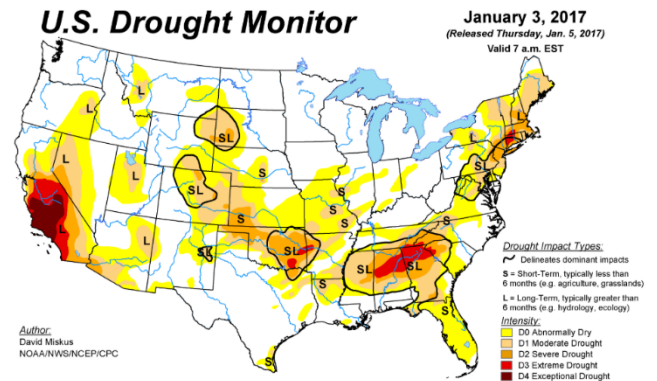 U.S. Drought Monitor
January 3, 2017
(Released Thursday, Jan. 5, 2017)
Valid 7 a.m. EST
L
L
L
SL
L
L
L
SL
S
S
SL
S
S
S
L
SL
L
S
SL
S
SL
SL
S
S
S
Drought Impact Types:
Delineates dominant impacts
S = Short-Term, typically less than
6 months (e.g. agriculture, grasslands)
L = Long-Term, typically greater than
6 months (e.g. hydrology, ecology)
Intensity:
D0 Abnormally Dry
D1 Moderate Drought
D2 Severe Drought
D3 Extreme Drought
D4 Exceptional Drought
Author:
David Miskus
NOAA/NWS/NCEP/CPC